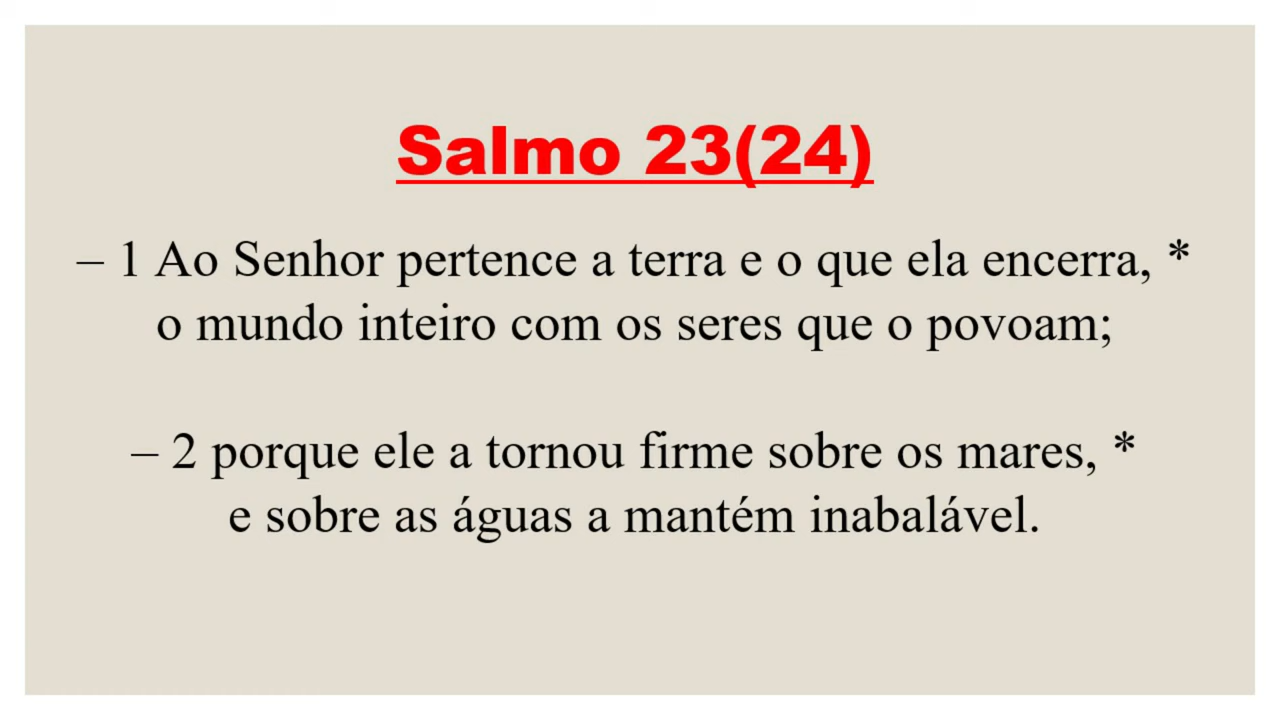 Salmo 23(24)
– 1 Ao Senhor pertence a terra e o que ela encerra, *
o mundo inteiro com os seres que o povoam;
– 2 porque ele a tornou firme sobre os mares, *
e sobre as águas a mantém inabalável.